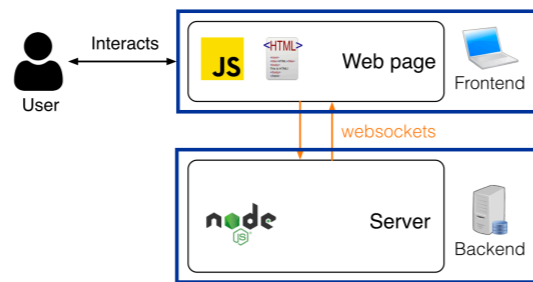 Interacts
User
JS
<HTML>
Web page
Frontend
websockets
node
JS
Server
Backend